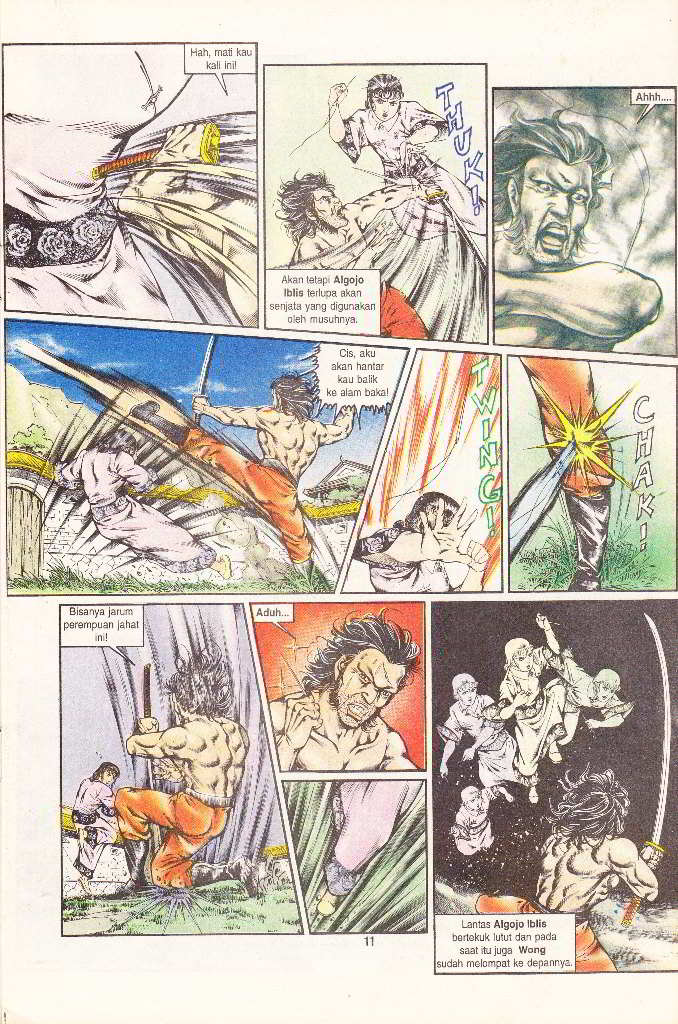 Hah, mati kau
kali ini!
THUK!
Akan tetapi Algojo
Iblis terlupa akan
senjata yang digunakan
oleh musuhnya.
Ahhh....
Cis, aku
akan hantar
kau balik
ke alam baka!
TWING!
CHAK!
Bisanya jarum
perempuan jahat
ini!
Aduh...
Lantas Algojo Iblis
bertekuk lutut dan pada
saat itu juga Wong
sudah melompat ke depannya.
11